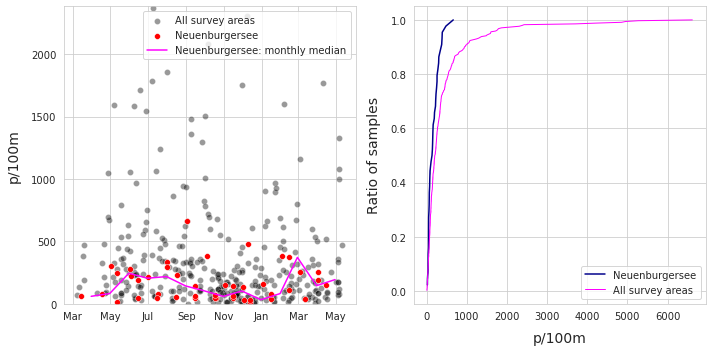 All survey areas
Neuenburgersee
Neuenburgersee: monthly median
p/100m
2000
1500
1000
500
0
Mar May Jul Sep Nov Jan Mar May
Ratio of samples
1.0
0.8
0.6
0.4
0.2
0.0
Neuenburgersee
All survey areas
0 1000 2000 3000 4000 5000 6000
p/100m